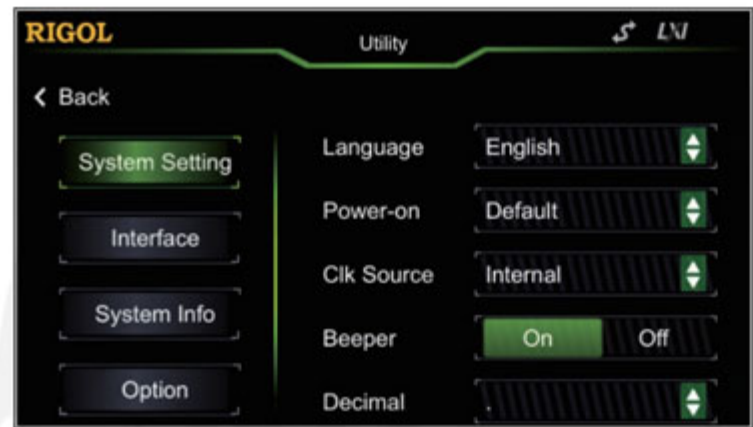 RIGOL
Utility
LXI
Back
System Setting
Interface
System Info
Option
Language English
Power-on Default
Clk Source Internal
Beeper On Off
Decimal .